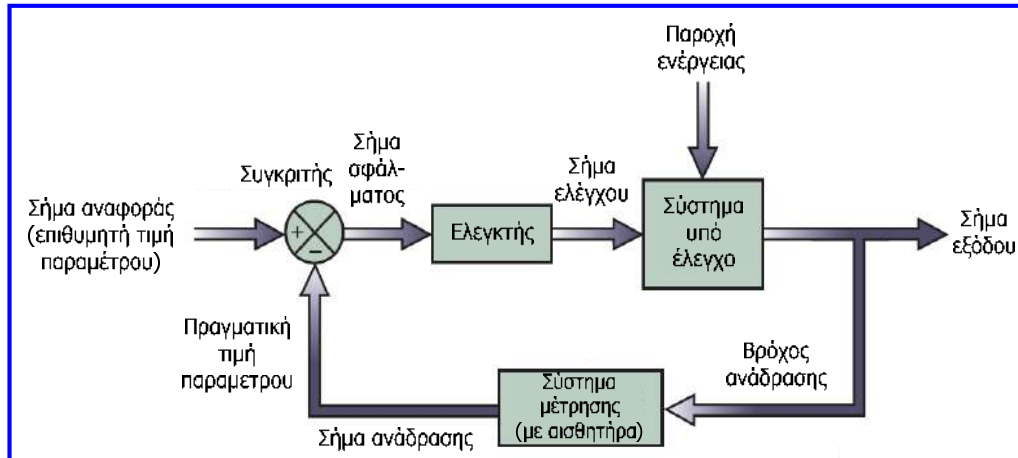 Παροχή
ενέργειας
Συγκριτής
Σήμα
σφάλ-
ματος
Σήμα
ελέγχου
Σήμα αναφοράς
(επιθυμητή τιμή
παραμέτρου)
+
−
Ελεγκτής
Σύστημα
υπό
έλεγχο
Σήμα
εξόδου
Πραγματική
τιμή
παραμετρου
Βρόχος
ανάδρασης
Σύστημα
μέτρησης
(με αισθητήρα)
Σήμα ανάδρασης